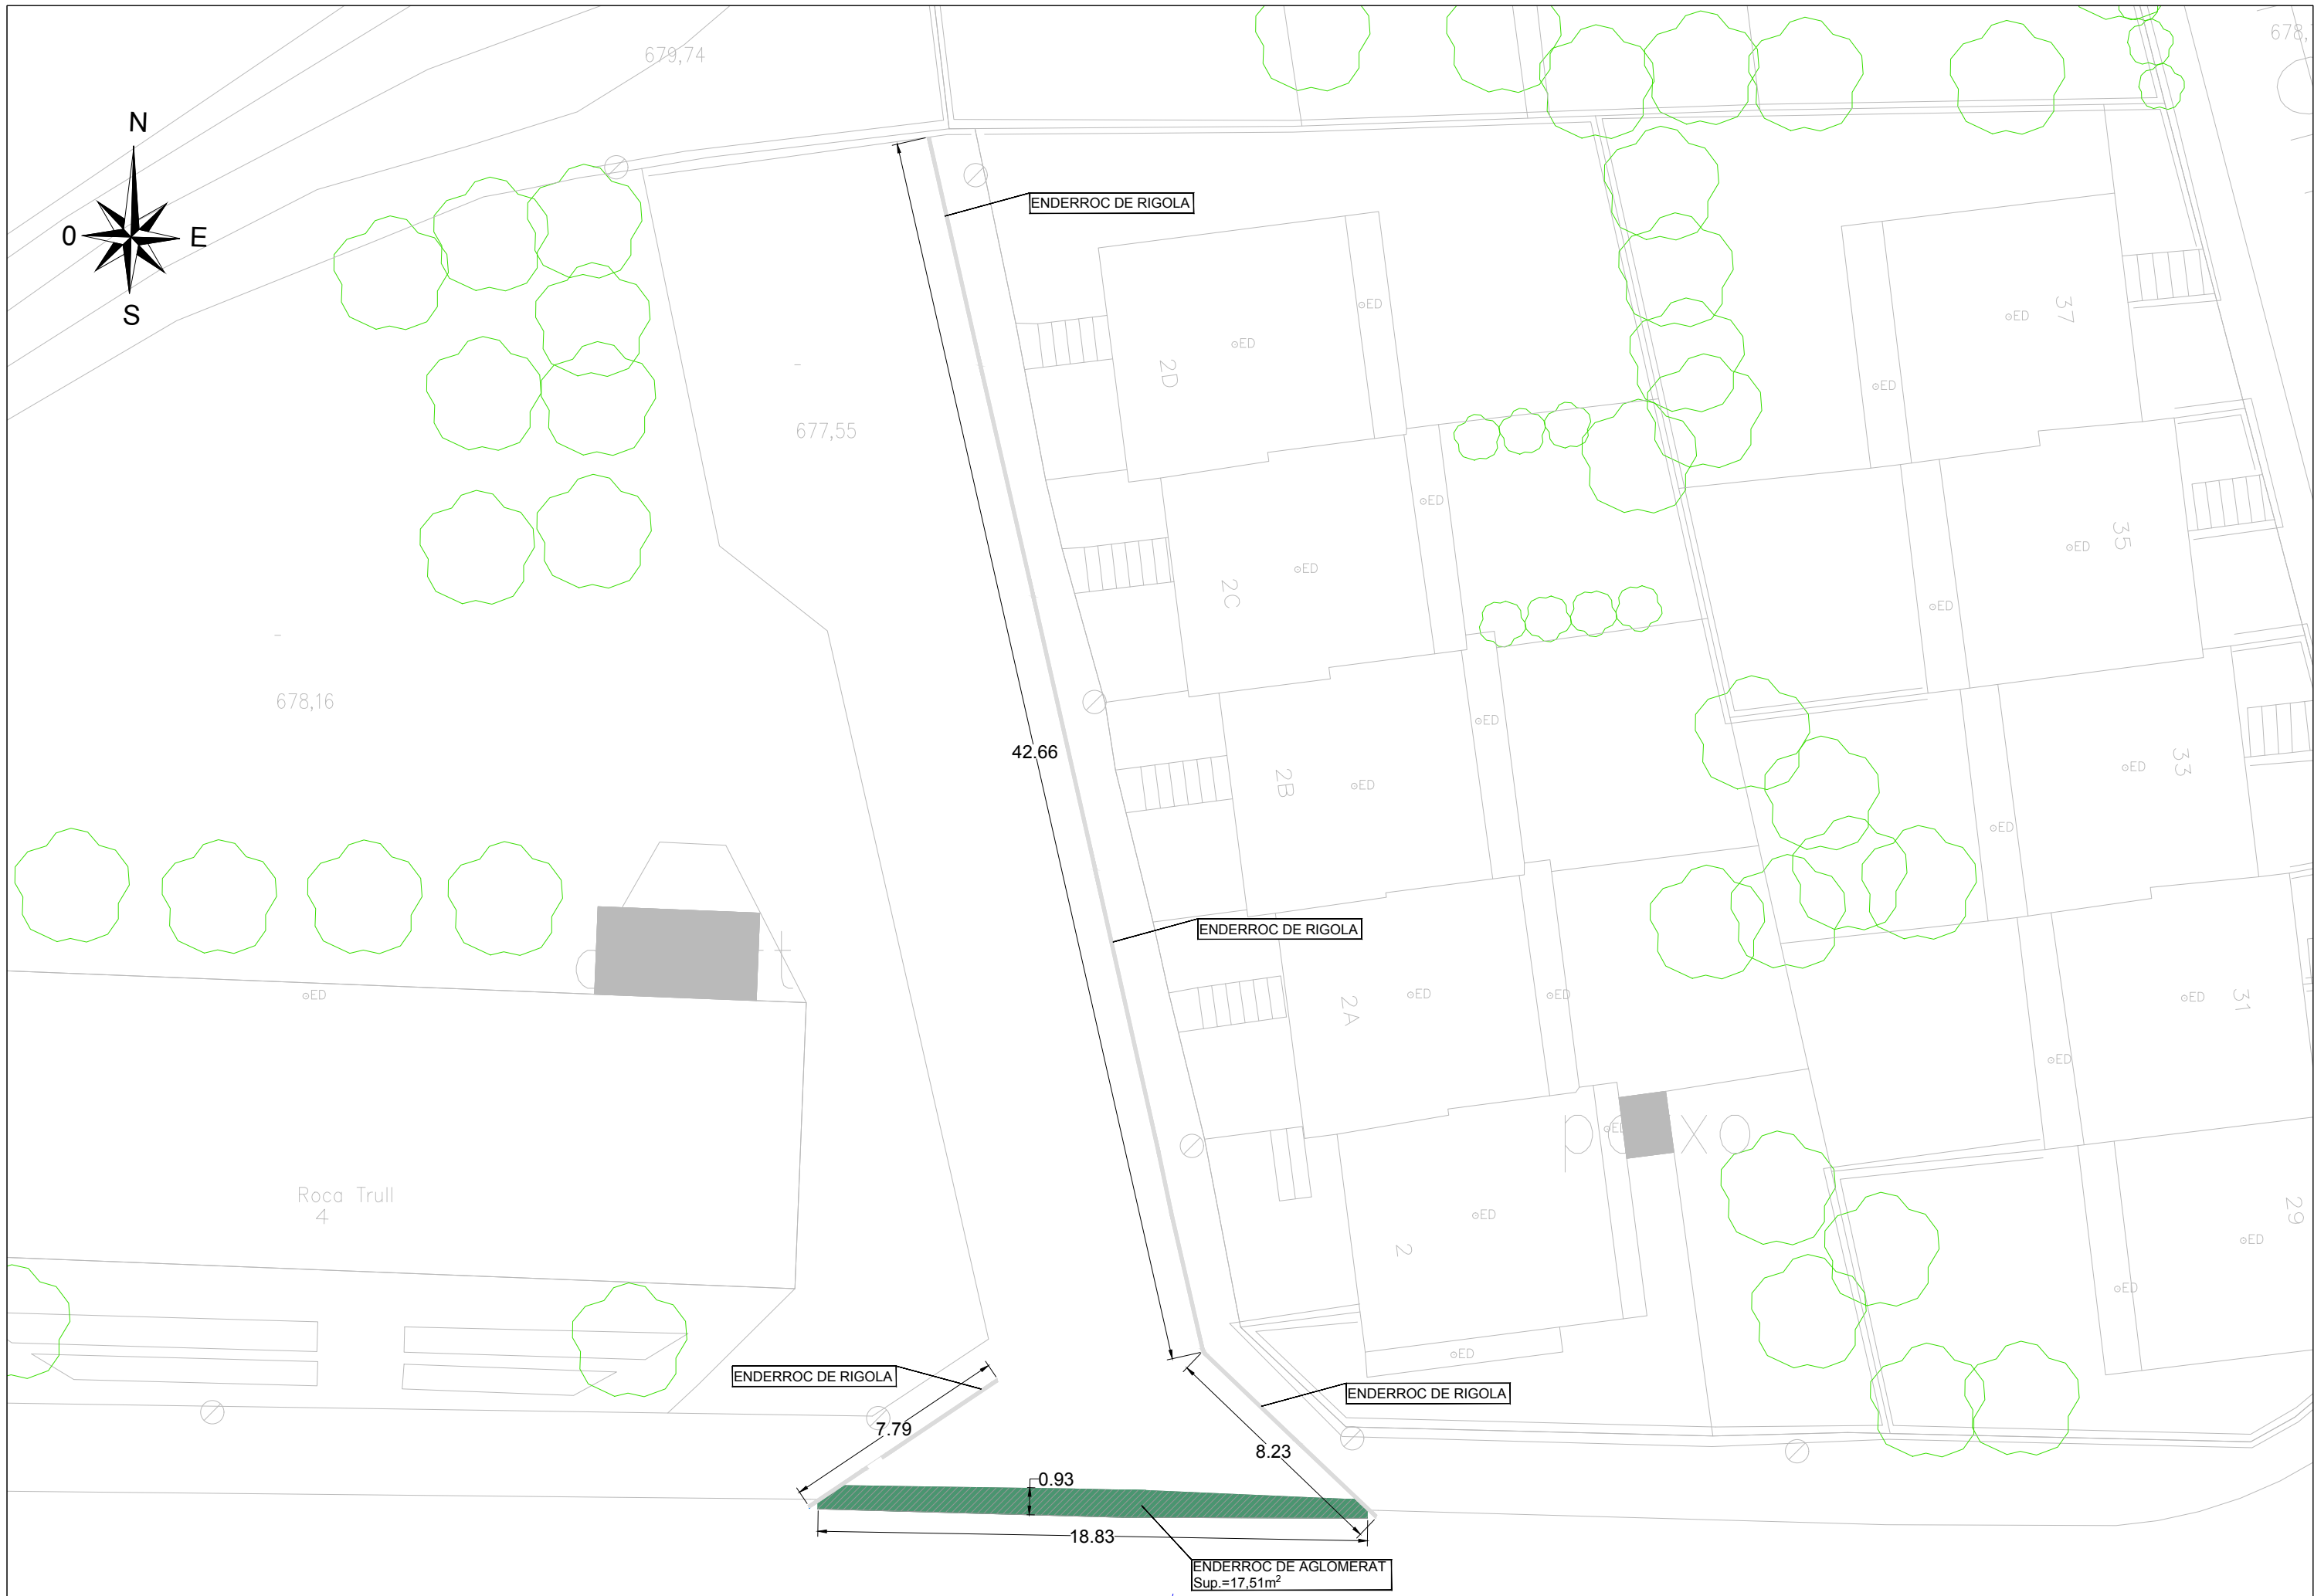 679,74
678,
N
0
E
S
ENDERROC DE RIGOLA
ED
ED
ED
37
2D
ED
677,55
ED
35
ED
ED
2C
ED
678,16
42.66
ED
33
ED
2B
ED
ED
ENDERROC DE RIGOLA
ED
ED
ED
ED
31
2A
ED
Roca Trull
4
ED
29
2
ED
ED
ED
ENDERROC DE RIGOLA
ENDERROC DE RIGOLA
7.79
8.23
0.93
18.83
ENDERROC DE AGLOMERAT
Sup.=17,51m²